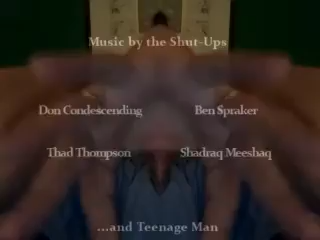 Music by the Shut-Ups
Don Condescending
Ben Spraker
Thad Thompson
Shadraq Meeshaq
...and Teenage Man